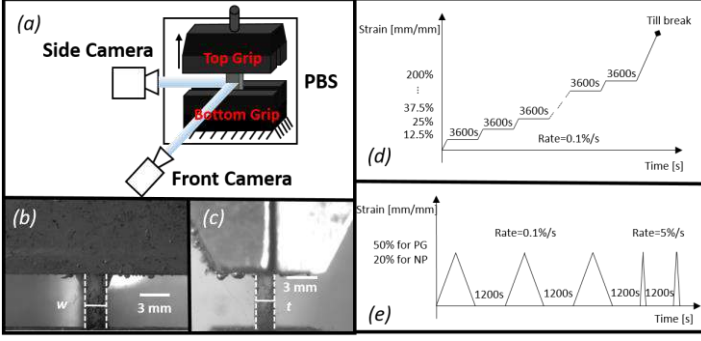 (a)
Side Camera
Top Grip
PBS
Bottom Grip
Front Camera
(b)
w
3 mm
(c)
3 mm
t
Strain [mm/mm]
Till break
200%
⋮
37.5%
25%
12.5%
3600s
3600s
3600s
3600s
3600s
Rate=0.1%/s
(d)
Time [s]
Strain [mm/mm]
Rate=0.1%/s
Rate=5%/s
50% for PG
20% for NP
1200s
1200s
1200s
1200s
(e)
Time [s]